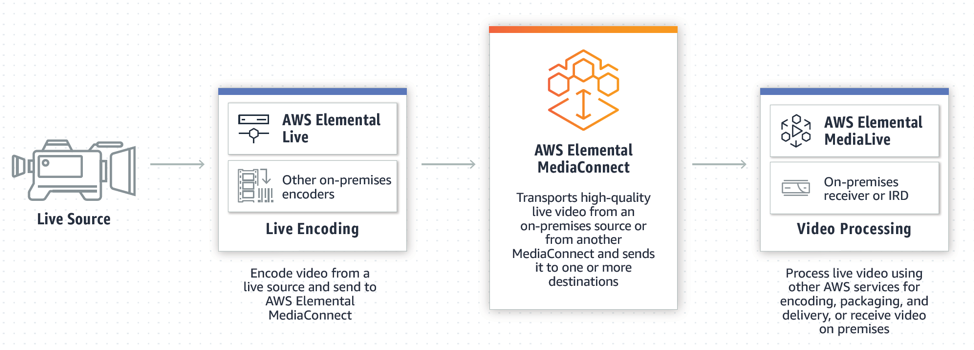 Live Source
AWS Elemental
Live
Other on-premises
encoders
Live Encoding
Encode video from a
live source and send to
AWS Elemental
MediaConnect
AWS Elemental
MediaConnect
Transports high-quality
live video from an
on-premises source or
from another
MediaConnect and sends
it to one or more
destinations
AWS Elemental
MediaLive
On-premises
receiver or IRD
Video Processing
Process live video using
other AWS services for
encoding, packaging, and
delivery, or receive video
on premises